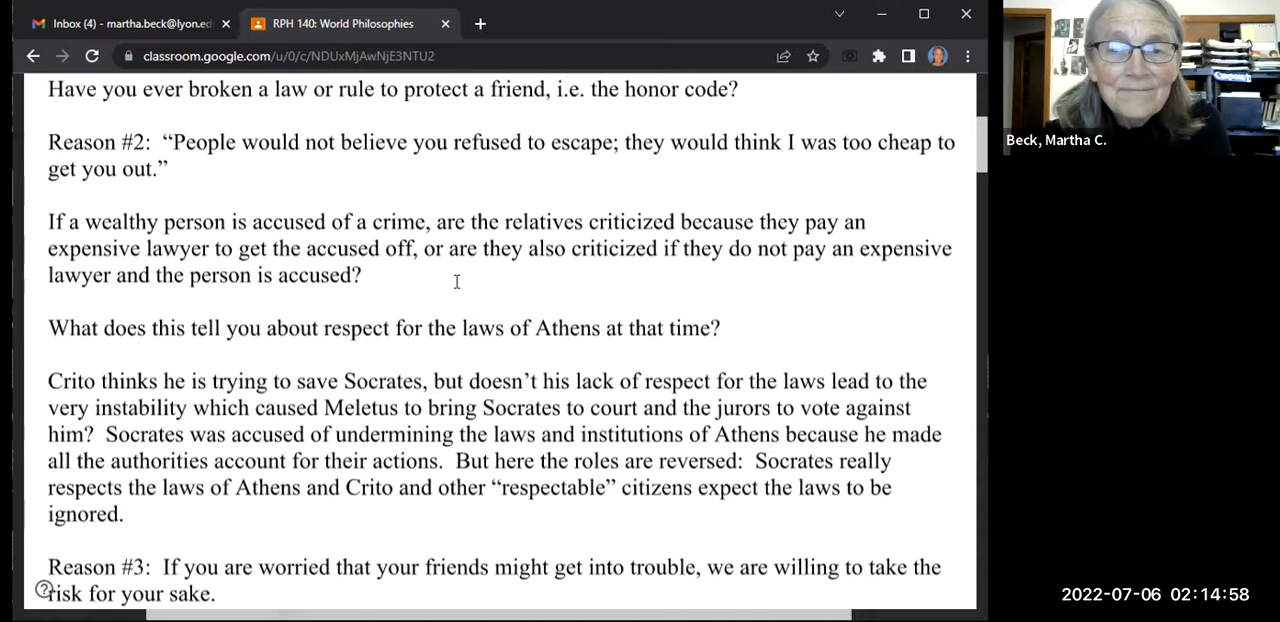 Inbox (4) - martha.beck@lyon.ed
RPH 140: World Philosophies
classroom.google.com/u/0/c/NDUxMjAwNjE3NTU2
Have you ever broken a law or rule to protect a friend, i.e. the honor code?
Reason #2: “People would not believe you refused to escape; they would think I was too cheap to
get you out.”
If a wealthy person is accused of a crime, are the relatives criticized because they pay an
expensive lawyer to get the accused off, or are they also criticized if they do not pay an expensive
lawyer and the person is accused?
What does this tell you about respect for the laws of Athens at that time?
Crito thinks he is trying to save Socrates, but doesn’t his lack of respect for the laws lead to the
very instability which caused Meletus to bring Socrates to court and the jurors to vote against
him? Socrates was accused of undermining the laws and institutions of Athens because he made
all the authorities account for their actions. But here the roles are reversed: Socrates really
respects the laws of Athens and Crito and other “respectable” citizens expect the laws to be
ignored.
Reason #3: If you are worried that your friends might get into trouble, we are willing to take the
risk for your sake.
Beck, Martha C.
2022-07-06 02:14:58